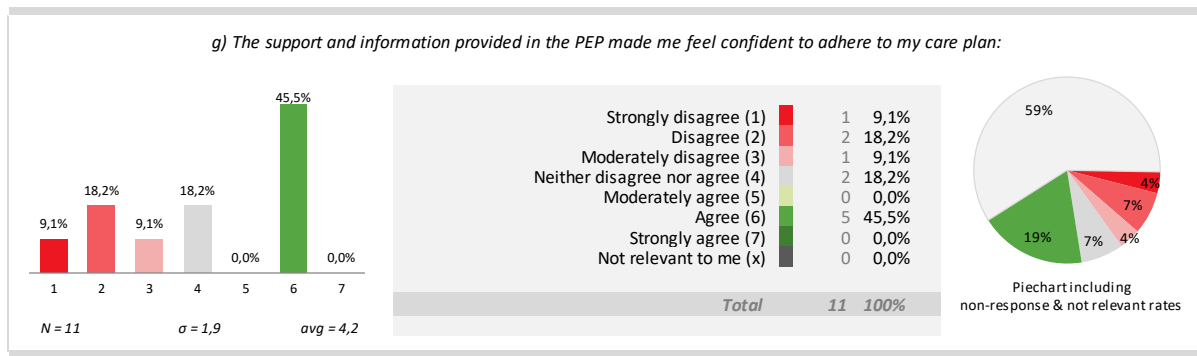 g) The support and information provided in the PEP made me feel confident to adhere to my care plan:
45,5%
18,2%
18,2%
9,1%
9,1%
0,0%
0,0%
1 2 3 4 5 6 7
N = 11 σ = 1,9 avg = 4,2
Strongly disagree (1) 1 9,1%
Disagree (2) 2 18,2%
Moderately disagree (3) 1 9,1%
Neither disagree nor agree (4) 2 18,2%
Moderately agree (5) 0 0,0%
Agree (6) 5 45,5%
Strongly agree (7) 0 0,0%
Not relevant to me (x) 0 0,0%
Total 11 100%
59%
4%
7%
4%
7%
19%
Piechart including
non-response & not relevant rates